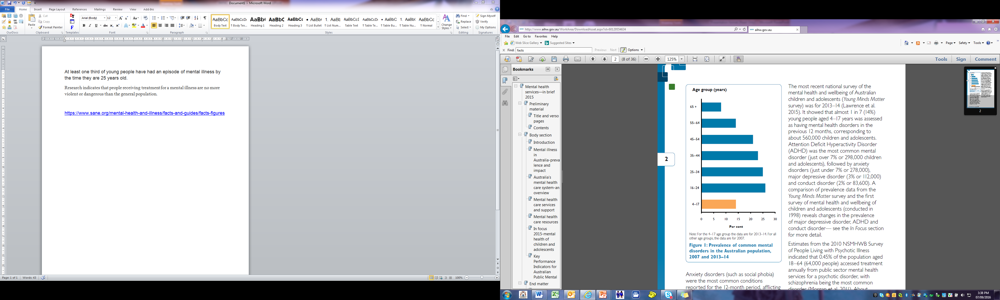 Document1 - Microsoft Word
File Home Insert Page Layout References Mailings Review View Add-Ins
Cut
Copy
Paste
Format Painter
Arial (Body) 12
AaBbCc AaBbCcDc AaBb( AaBbC AaBbCc AaBb( 1. AaBb AaBbCcD AaBbCcDc AaBbC 1. AaBb( AaBbCc
Body Text ¶ Body Tex... Heading 1 Heading 2 Heading 3 ¶ List Bullet ¶ List Num... Table Text ¶ Table Te... ¶ Table Bu... ¶ Table Nu... ¶ Normal
Change
Styles
Find
Replace
Select
Sign Myself
Verify
My Options
OurDocs Clipboard Templates Font Paragraph Styles Editing Signatures
At least one third of young people have had an episode of mental illness by
the time they are 25 years old.
Research indicates that people receiving treatment for a mental illness are no more
violent or dangerous than the general population.
https://www.sane.org/mental-health-and-illness/facts-and-guides/facts-figures
Page: 1 of 1 Words: 43
100%
http://www.aihw.gov.au/WorkArea/DownloadAsset.aspx?id=60129554634
aihw.gov.au
File Edit Go to Favorites Help
Web Slice Gallery Suggested Sites
Page Safety Tools
Find: facts Previous Next Options
2 (8 of 36) 125%
Tools Sign Comment
Bookmarks
Mental health
services—in brief
2015
Preliminary
material
Title and verso
pages
Contents
Body section
Introduction
Mental illness
in
Australia-preva
lence and
impact
Australia's
mental health
care system-an
overview
Mental health
care services
and support
Mental health
care resources
In focus
2015-mental
health of
children and
adolescents
Key
Performance
Indicators for
Australian
Public Mental
End matter
2
Age group (years)
65 +
55–64
45–54
35–44
25–34
16–24
4–17
0 5 10 15 20 25 30
Per cent
Note: For the 4–17 age group the data are for 2013–14. For all
other age groups, the data are for 2007.
Figure 1: Prevalence of common mental
disorders in the Australian population,
2007 and 2013–14
Anxiety disorders (such as social phobia)
were the most common conditions
reported for the 12-month period, afflicting
The most recent national survey of the
mental health and wellbeing of Australian
children and adolescents (Young Minds Matter
survey) was for 2013–14 (Lawrence et al.
2015). It showed that almost 1 in 7 (14%)
young people aged 4–17 years was assessed
as having mental health disorders in the
previous 12 months, corresponding to
about 560,000 children and adolescents.
Attention Deficit Hyperactivity Disorder
(ADHD) was the most common mental
disorder (just over 7% or 298,000 children
and adolescents), followed by anxiety
disorders (just under 7% or 278,000),
major depressive disorder (3% or 112,000)
and conduct disorder (2% or 83,600). A
comparison of prevalence data from the
Young Minds Matter survey and the first
survey of mental health and wellbeing of
children and adolescents (conducted in
1998) reveals changes in the prevalence
of major depressive disorder, ADHD and
conduct disorder— see the In Focus section
for more detail.
Estimates from the 2010 NSMHWB Survey
of People Living with Psychotic Illness
indicated that 0.45% of the population aged
18–64 (64,000 people) accessed treatment
annually from public sector mental health
services for a psychotic disorder, with
schizophrenia being the most common
disorder (Morgan et al. 2011). About
2
3:38 PM
07/09/2016